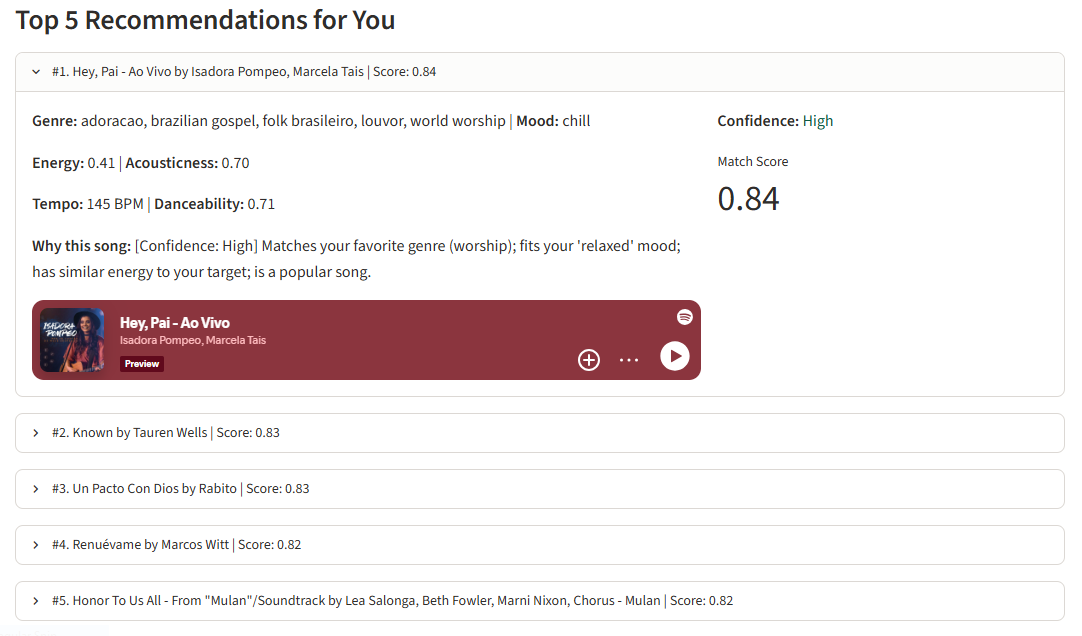 Top 5 Recommendations for You
#1. Hey, Pai - Ao Vivo by Isadora Pompeo, Marcela Tais | Score: 0.84
Genre: adoracao, brazilian gospel, folk brasileiro, louvor, world worship | Mood: chill
Confidence: High
Energy: 0.41 | Acousticness: 0.70
Match Score
Tempo: 145 BPM | Danceability: 0.71
0.84
Why this song: [Confidence: High] Matches your favorite genre (worship); fits your 'relaxed' mood;
has similar energy to your target; is a popular song.
ISADORA
POMPEO
Hey, Pai - Ao Vivo
Isadora Pompeo, Marcela Tais
Preview
#2. Known by Tauren Wells | Score: 0.83
#3. Un Pacto Con Dios by Rabito | Score: 0.83
#4. Renuévame by Marcos Witt | Score: 0.82
#5. Honor To Us All - From "Mulan"/Soundtrack by Lea Salonga, Beth Fowler, Marni Nixon, Chorus - Mulan | Score: 0.82